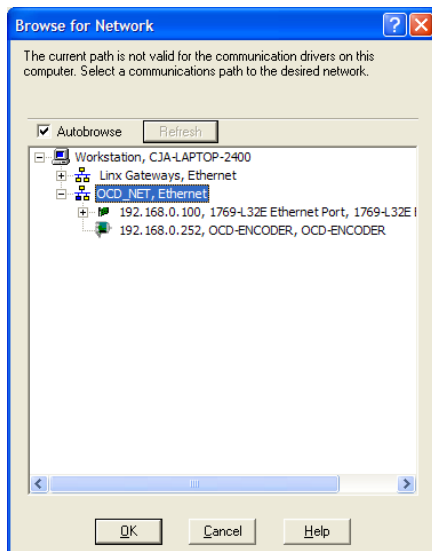 Browse for Network
The current path is not valid for the communication drivers on this
computer. Select a communications path to the desired network.
Autobrowse
Refresh
Workstation, CJA-LAPTOP-2400
Linx Gateways, Ethernet
OCD_NET, Ethernet
192.168.0.100, 1769-L32E Ethernet Port, 1769-L32E
192.168.0.252, OCD-ENCODER, OCD-ENCODER
OK
Cancel
Help